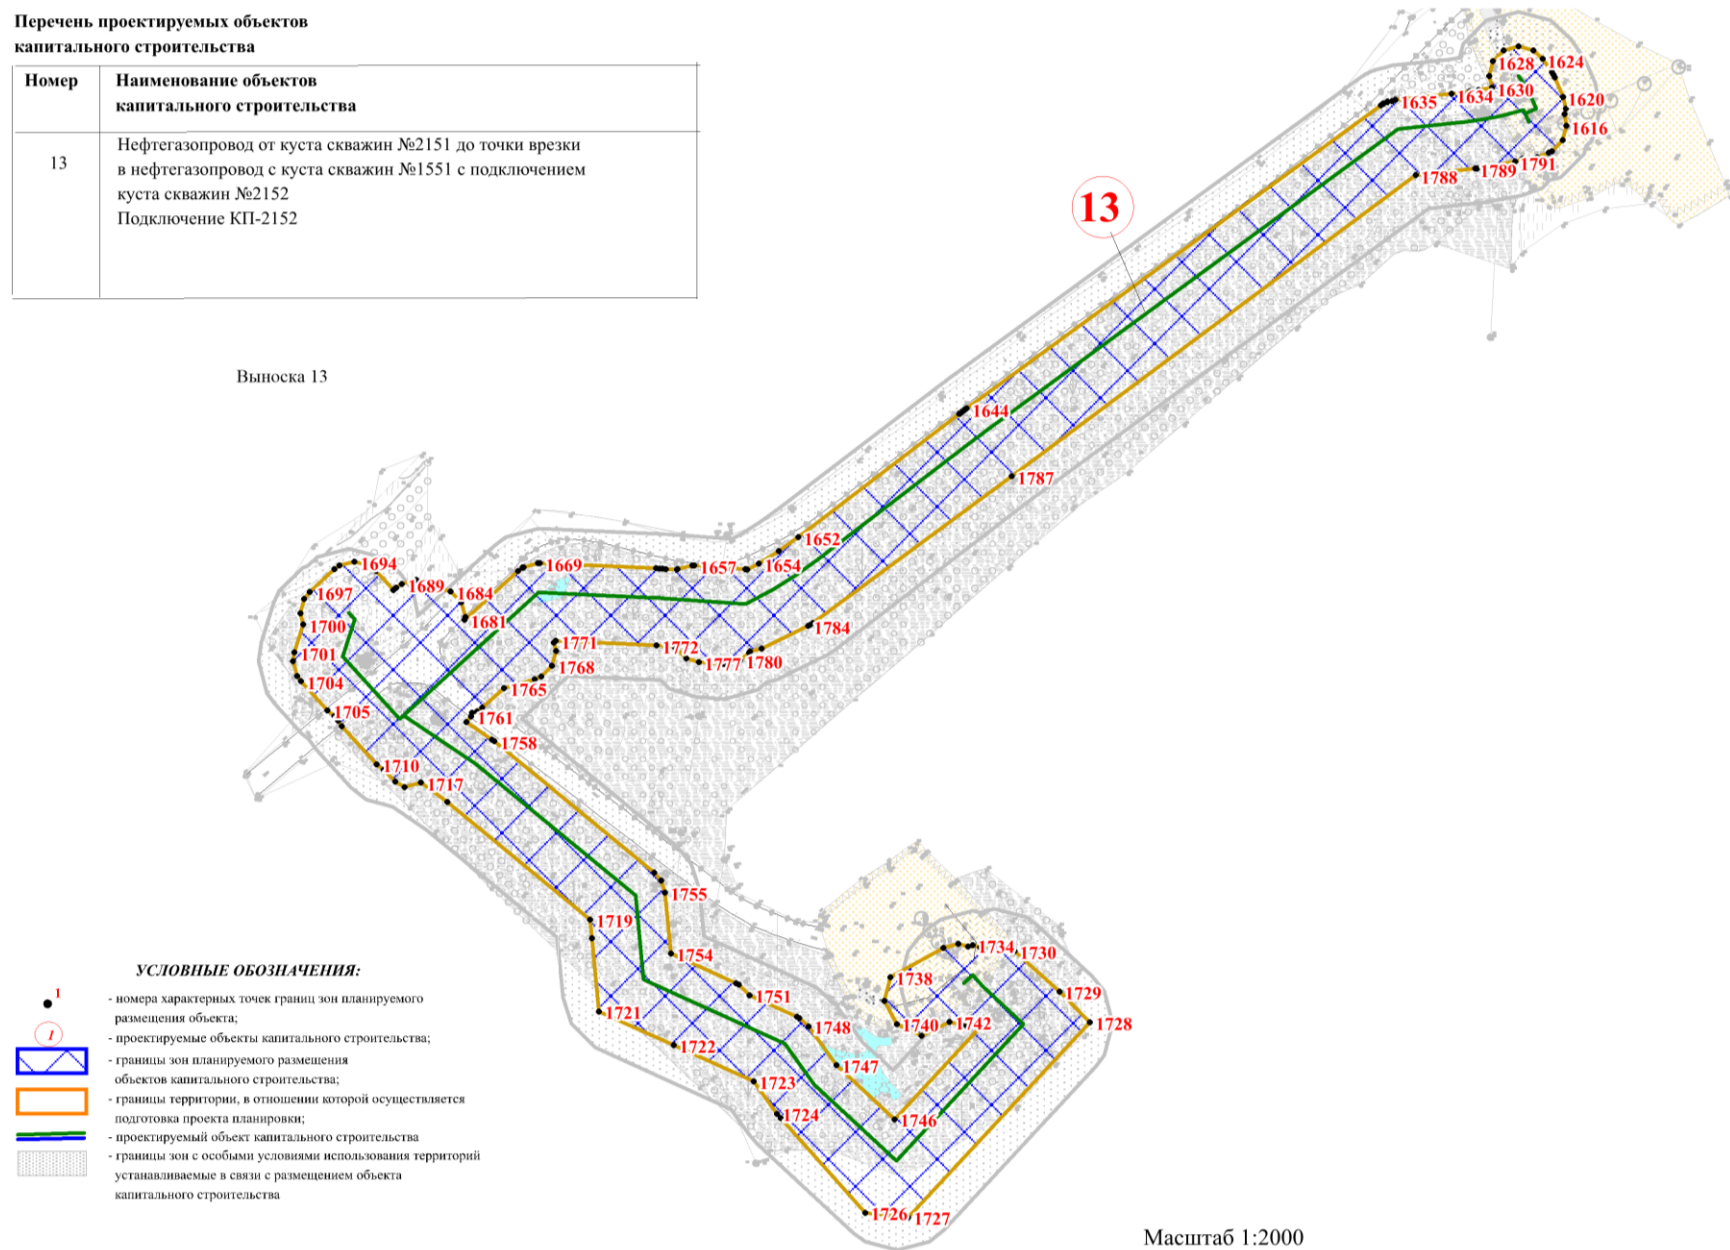 Перечень проектируемых объектов
капитального строительства
Номер
Наименование объектов
капитального строительства
13
Нефтегазопровод от куста скважин №2151 до точки врезки
в нефтегазопровод с куста скважин №1551 с подключением
куста скважин №2152
Подключение КП-2152
Выноска 13
13
1628
1624
1630
1634
1635
1620
1616
1791
1789
1788
1644
1787
1652
1654
1657
1669
1694
1689
1684
1681
1697
1700
1701
1704
1705
1710
1717
1784
1780
1777
1772
1771
1768
1765
1761
1758
1755
1754
1751
1748
1747
1746
1719
1721
1722
1723
1724
1726
1727
1728
1729
1730
1734
1738
1740
1742
УСЛОВНЫЕ ОБОЗНАЧЕНИЯ:
1
- номера характерных точек границ зон планируемого
размещения объекта;
1
- проектируемые объекты капитального строительства;
- границы зон планируемого размещения
объектов капитального строительства;
- границы территории, в отношении которой осуществляется
подготовка проекта планировки;
- проектируемый объект капитального строительства
- границы зон с особыми условиями использования территорий
устанавливаемые в связи с размещением объекта
капитального строительства
Масштаб 1:2000